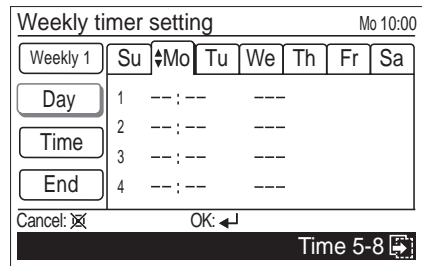 Weekly timer setting Mo 10:00
Weekly 1 Su Mo Tu We Th Fr Sa
Day 1 --:-- ---
2 --:-- ---
Time
3 --:-- ---
End 4 --:-- ---
Cancel: OK:
Time 5-8